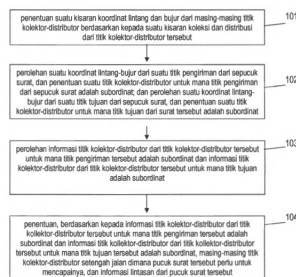 penentuan suatu kisaran koordinat lintang dan bujur dari masing-masing titik
kolektor-distributor berdasarkan kepada suatu kisaran koleksi dan distribusi
dari titik kolektor-distributor tersebut
101
perolehan suatu koordinat lintang-bujur dari suatu titik pengiriman dari sepucuk
surat, dan penentuan suatu titik kolektor-distributor untuk mana titik pengiriman
dari sepucuk surat adalah subordinat; dan perolehan suatu koordinat lintang-
bujur dari suatu titik tujuan dari sepucuk surat, dan penentuan suatu titik
kolektor-distributor untuk mana titik tujuan dari surat tersebut adalah subordinat
102
perolehan informasi titik kolektor-distributor dari titik kolektor-distributor tersebut
untuk mana titik pengiriman tersebut adalah subordinat dan informasi titik
kolektor-distributor dari titik kolektor-distributor tersebut untuk mana titik tujuan
adalah subordinat
103
penentuan, berdasarkan kepada informasi titik kolektor-distributor dari titik
kollektor-distributor tersebut untuk mana titik pengiriman tersebut adalah
subordinat dan informasi titik kollektor-distributor dari titik kollektor-distributor
tersebut untuk mana titik tujuan tersebut adalah subordinat, masing-masing titik
kolektor-distributor setengah jalan dimana pucuk surat tersebut perlu untuk
mencapainya, dan informasi lintasan dari pucuk surat tersebut
104